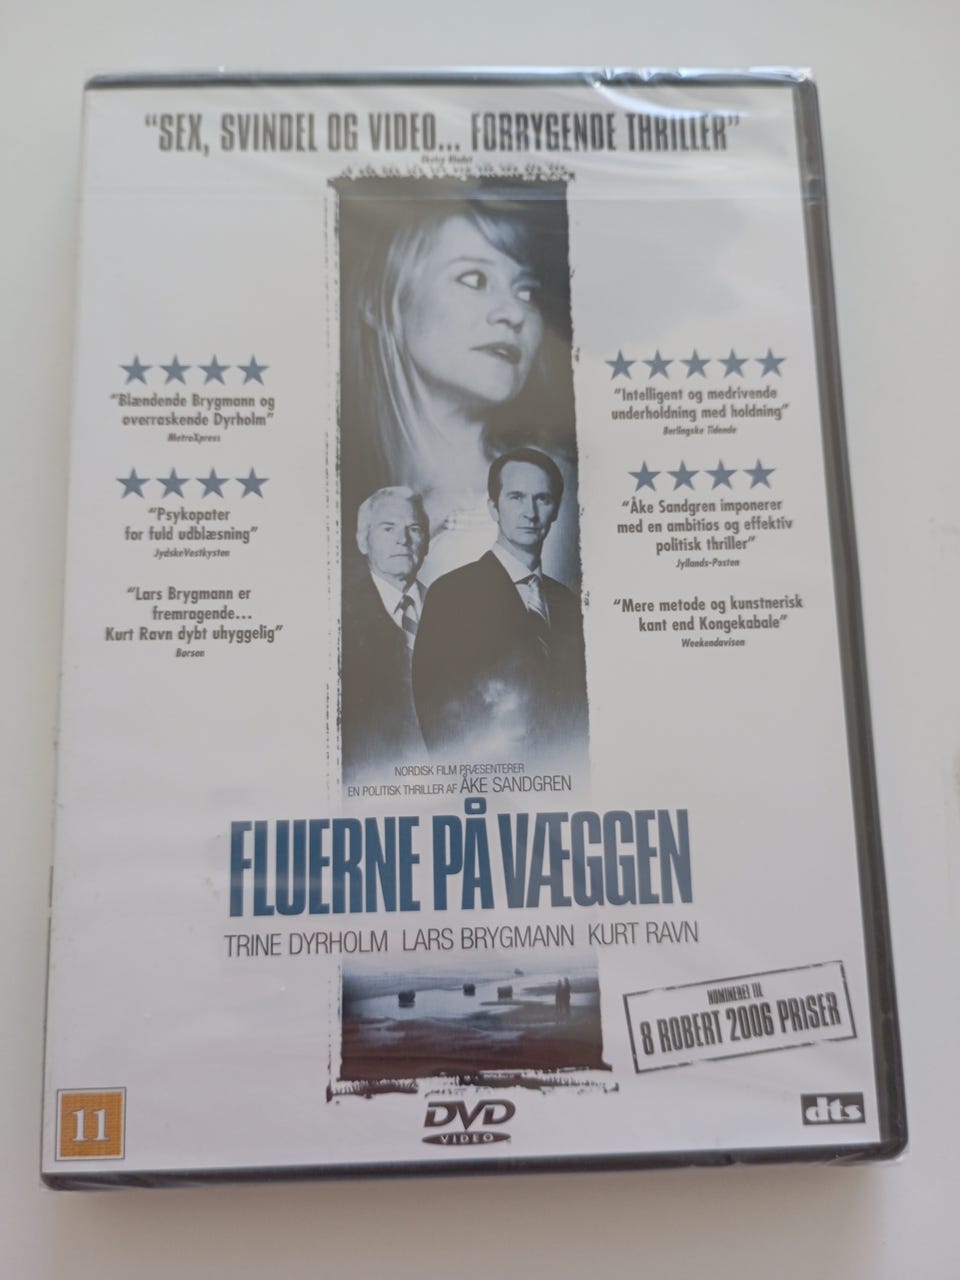 "SEX, SVINDEL OG VIDEO... FORRYGENDE THRILLER"
Ekstra Bladet
"Blændende Brygmann og
overraskende Dyrholm"
MetroXpress
"Psykopater
for fuld udblæsning"
JydskeVestkysten
"Lars Brygmann er
fremragende...
Kurt Ravn dybt uhyggelig"
Børsen
"Intelligent og medrivende
underholdning med holdning"
Berlingske Tidende
"Åke Sandgren imponerer
med en ambitiøs og effektiv
politisk thriller"
Jyllands-Posten
"Mere metode og kunstnerisk
kant end Kongekabale"
Weekendavisen
NORDISK FILM PRÆSENTERER
EN POLITISK THRILLER AF ÅKE SANDGREN
FLUERNE PÅ VÆGGEN
TRINE DYRHOLM LARS BRYGMANN KURT RAVN
NOMINERET TIL
8 ROBERT 2006 PRISER
11
DVD
VIDEO
dts